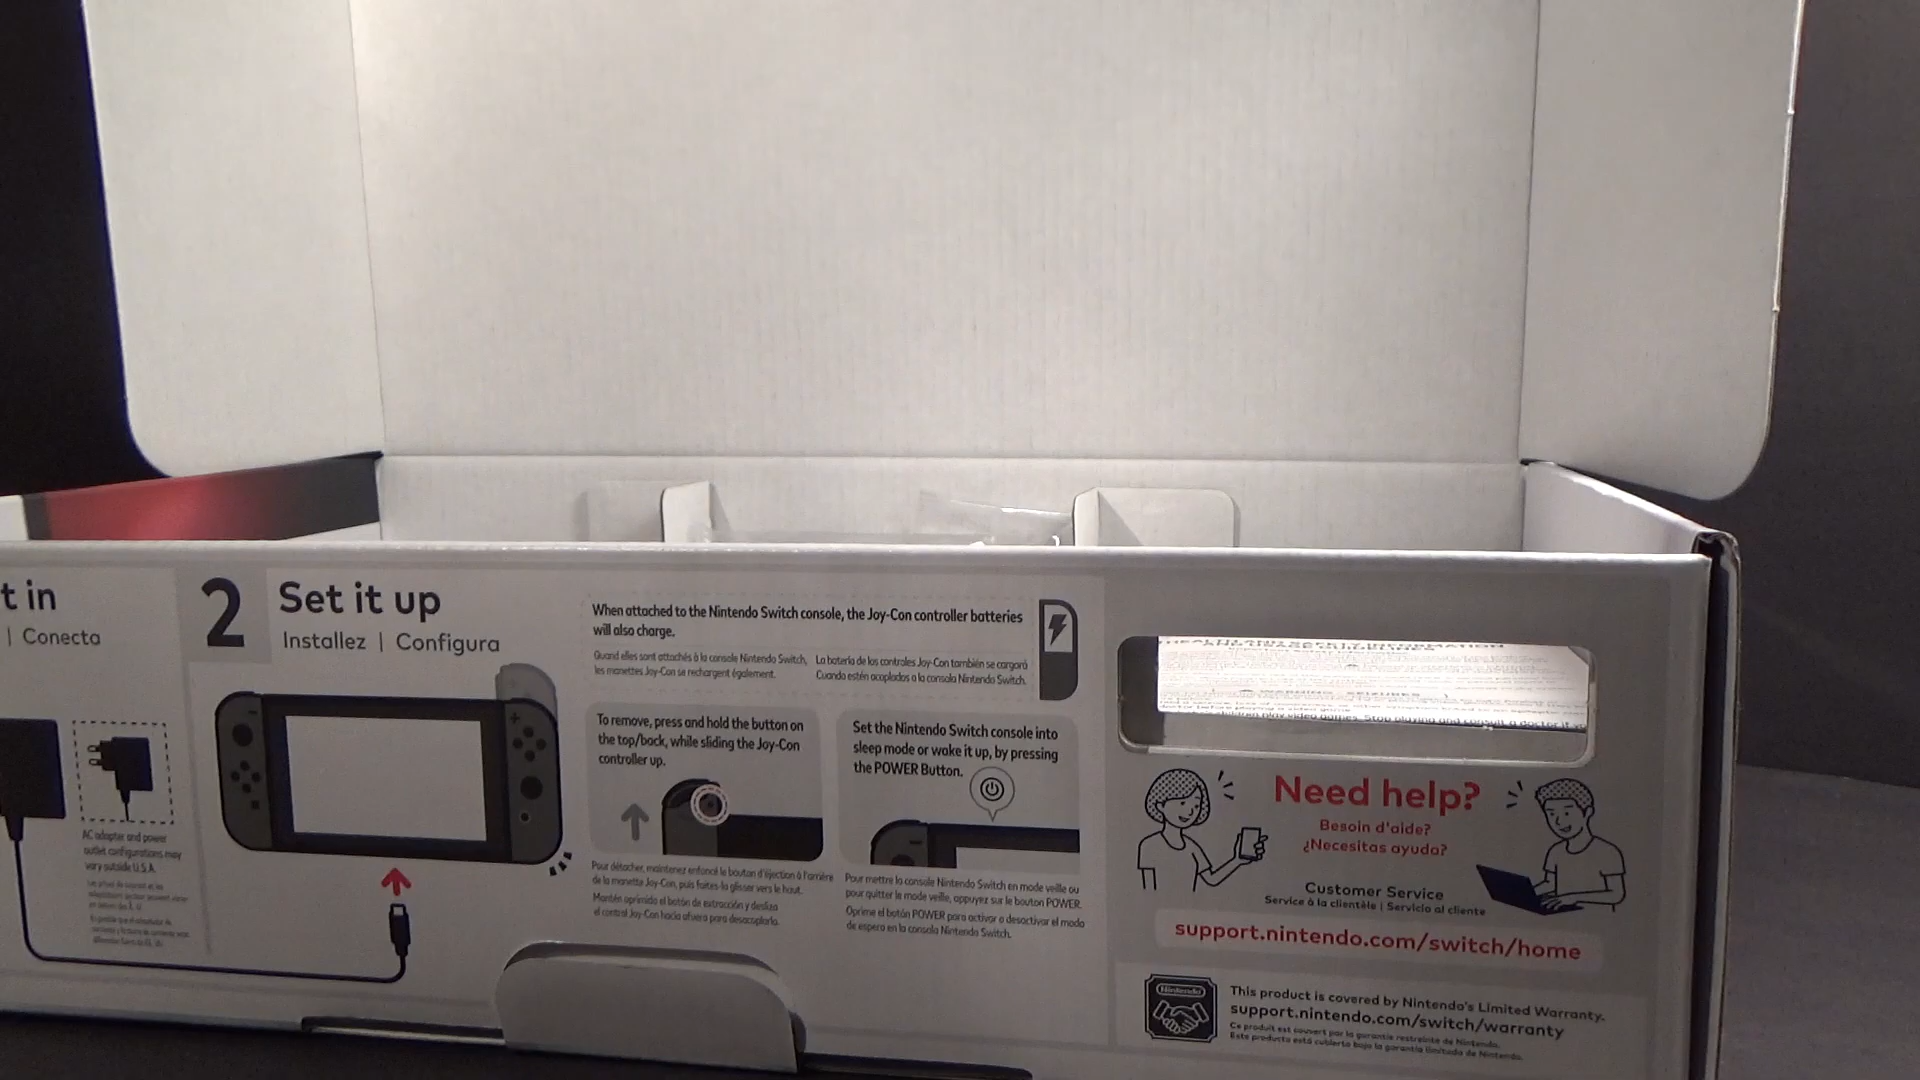 t in
| Conecta
AC adapter and power
outlet configurations may
vary outside U.S.A.
2
Set it up
Installez | Configura
When attached to the Nintendo Switch console, the Joy-Con controller batteries
will also charge.
Quand elles sont attachés à la console Nintendo Switch,
les manettes Joy-Con se rechargent également.
La batería de los controles Joy-Con también se cargará
Cuando estén acoplados a la consola Nintendo Switch.
To remove, press and hold the button on
the top/back, while sliding the Joy-Con
controller up.
Pour détacher, maintenez enfoncé le bouton d'éjection à l'arrière
de la manette Joy-Con, puis faites-la glisser vers le haut.
Mantén oprimido el botón de extracción y desliza
el control Joy-Con hacia afuera para desacoplarlo.
Set the Nintendo Switch console into
sleep mode or wake it up, by pressing
the POWER Button.
Pour mettre la console Nintendo Switch en mode veille ou
pour quitter le mode veille, appuyez sur le bouton POWER.
Oprime el botón POWER para activar o desactivar el modo
de espera en la consola Nintendo Switch.
children play video games. Stop playing and consult a doctor if
Need help?
Besoin d'aide?
¿Necesitas ayuda?
Customer Service
Service à la clientèle | Servicio al cliente
support.nintendo.com/switch/home
Nintendo
This product is covered by Nintendo's Limited Warranty.
support.nintendo.com/switch/warranty
Ce produit est couvert par la garantie restreinte de Nintendo.
Este producto está cubierto bajo la garantía limitada de Nintendo.